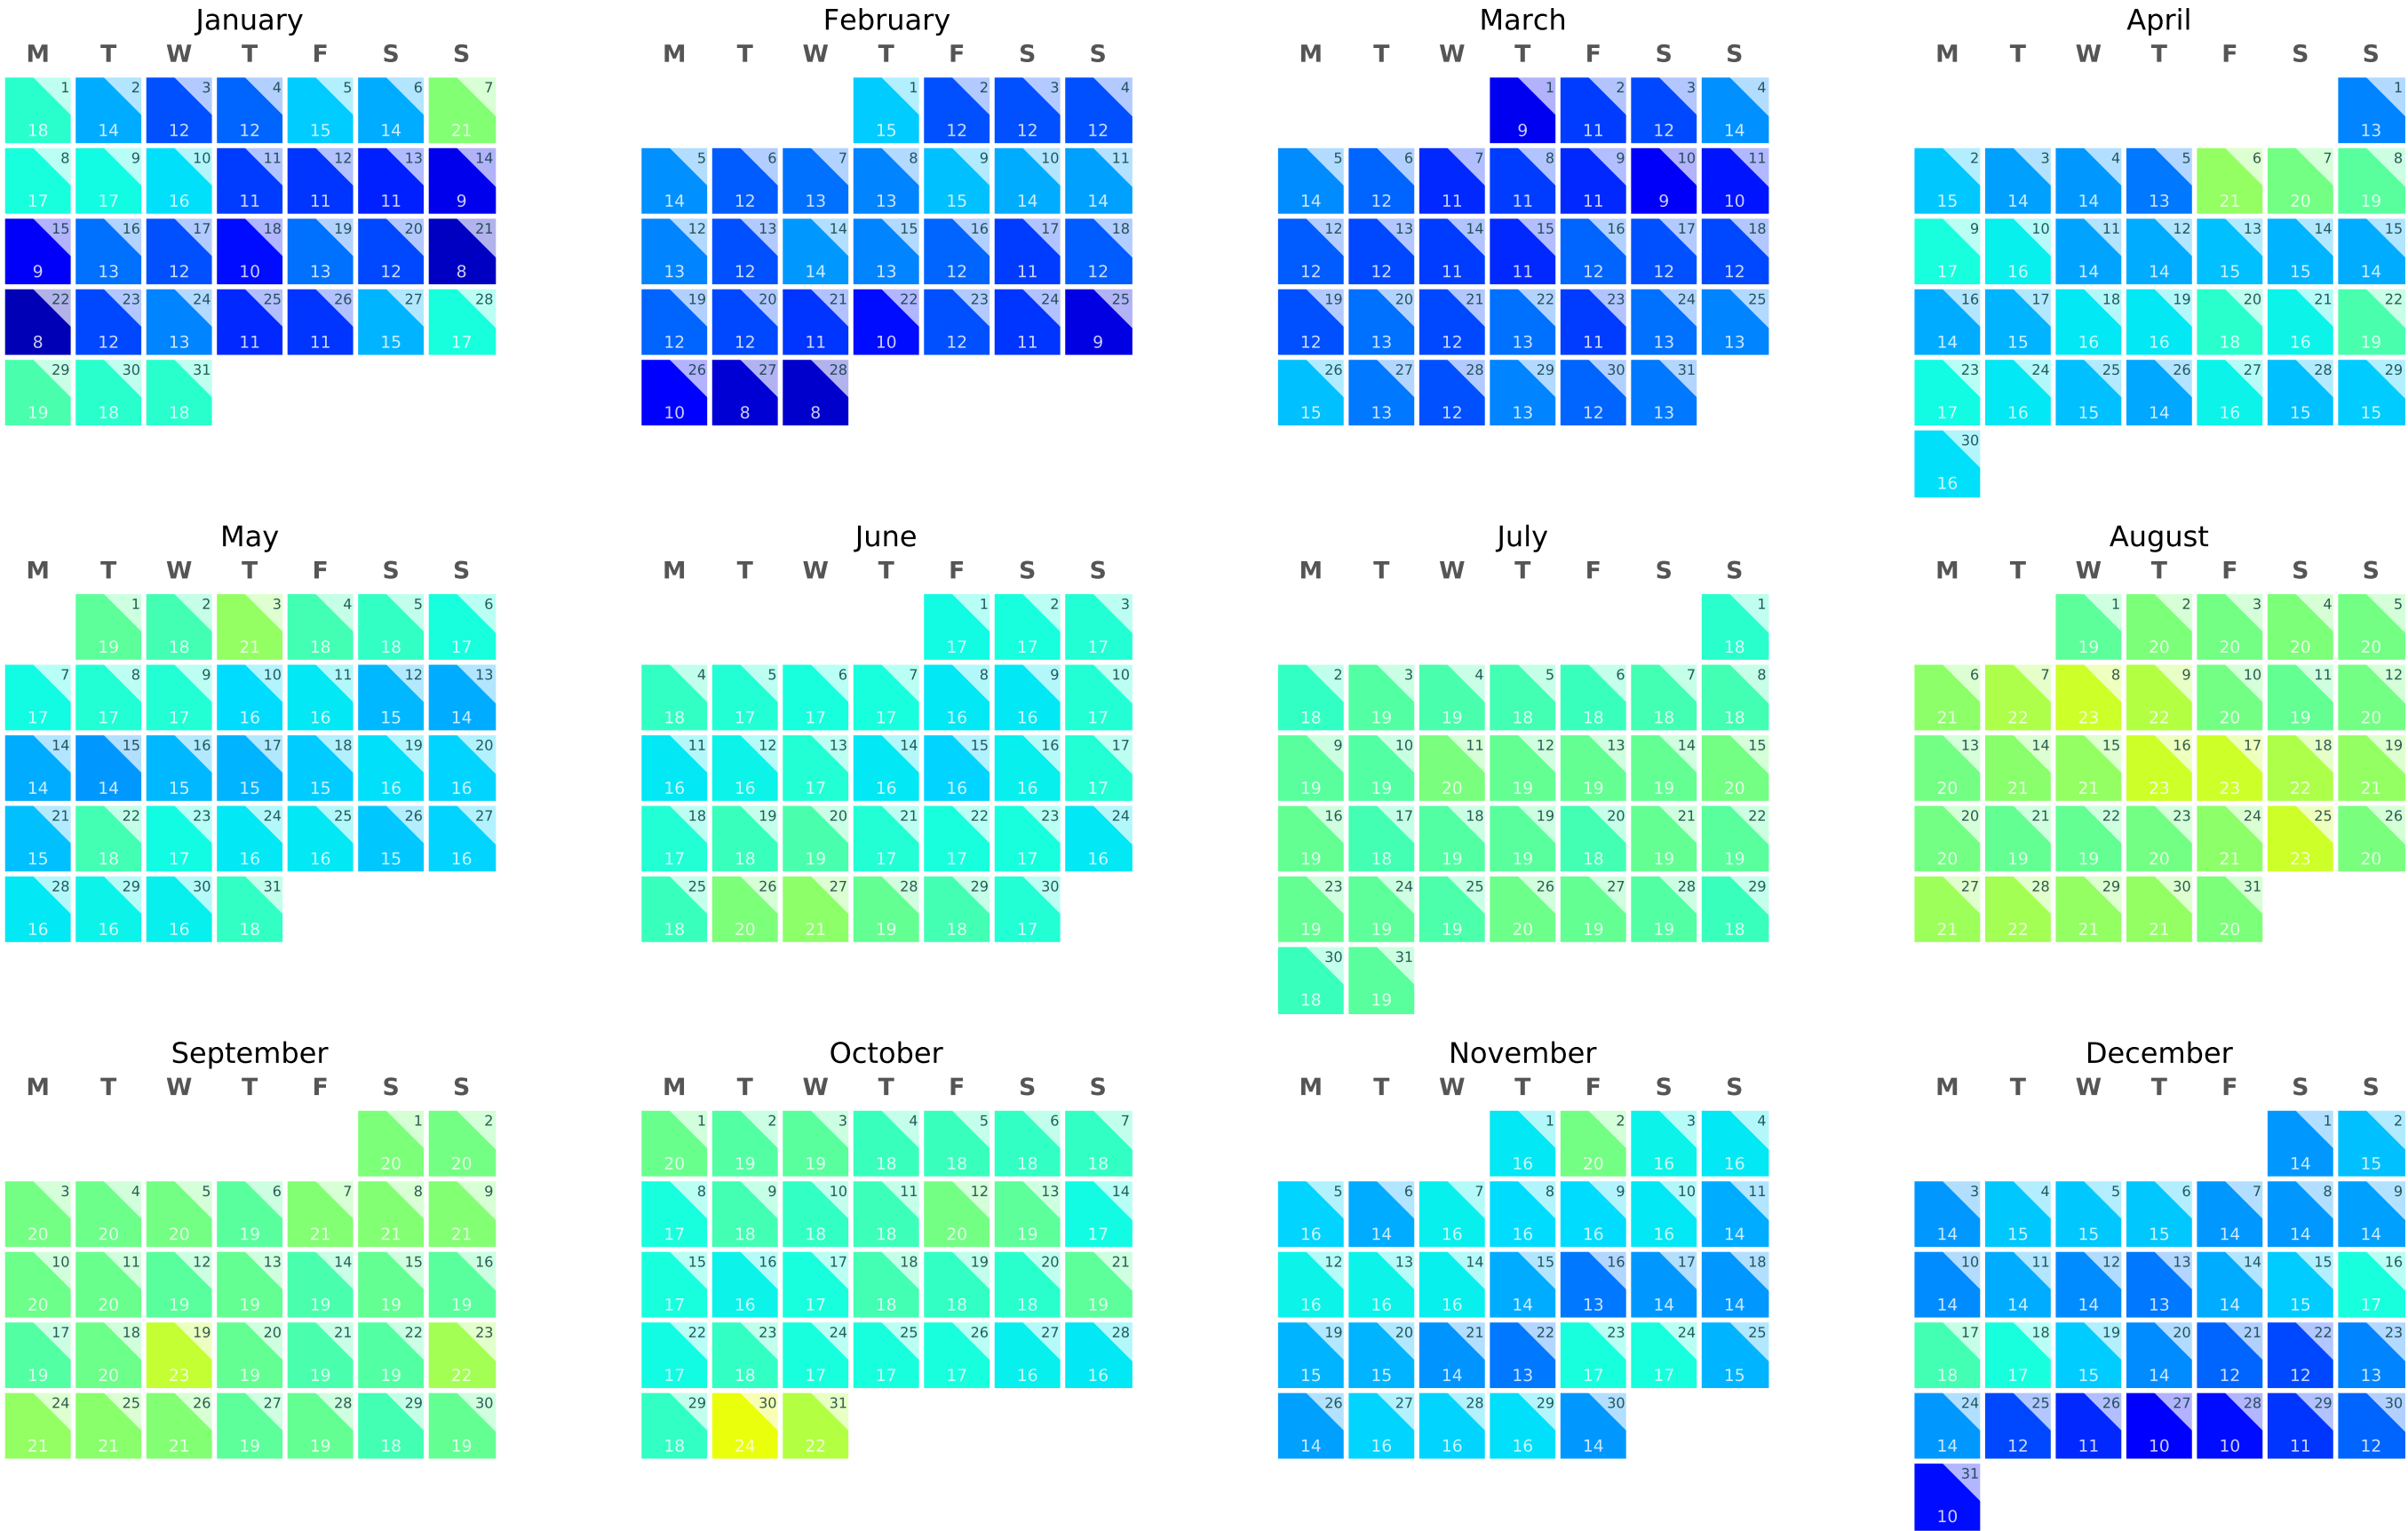 January February March April
M T W T F S S M T W T F S S M T W T F S S M T W T F S S
1 2 3 4 5 6 7 1 2 3 4 1 2 3 4 1
18 14 12 12 15 14 21 15 12 12 12 9 11 12 14 13
8 9 10 11 12 13 14 5 6 7 8 9 10 11 5 6 7 8 9 10 11 2 3 4 5 6 7 8
17 17 16 11 11 11 9 14 12 13 13 15 14 14 14 12 11 11 11 9 10 15 14 14 13 21 20 19
15 16 17 18 19 20 21 12 13 14 15 16 17 18 12 13 14 15 16 17 18 9 10 11 12 13 14 15
9 13 12 10 13 12 8 13 12 14 13 12 11 12 12 12 11 11 12 12 12 17 16 14 14 15 15 14
22 23 24 25 26 27 28 19 20 21 22 23 24 25 19 20 21 22 23 24 25 16 17 18 19 20 21 22
8 12 13 11 11 15 17 12 12 11 10 12 11 9 12 13 12 13 11 13 13 14 15 16 16 18 16 19
29 30 31 26 27 28 26 27 28 29 30 31 23 24 25 26 27 28 29
19 18 18 10 8 8 15 13 12 13 12 13 17 16 15 14 16 15 15
30
16
May June July August
M T W T F S S M T W T F S S M T W T F S S M T W T F S S
1 2 3 4 5 6 1 2 3 1 1 2 3 4 5
19 18 21 18 18 17 17 17 17 18 19 20 20 20 20
7 8 9 10 11 12 13 4 5 6 7 8 9 10 2 3 4 5 6 7 8 6 7 8 9 10 11 12
17 17 17 16 16 15 14 18 17 17 17 16 16 17 18 19 19 18 18 18 18 21 22 23 22 20 19 20
14 15 16 17 18 19 20 11 12 13 14 15 16 17 9 10 11 12 13 14 15 13 14 15 16 17 18 19
14 14 15 15 15 16 16 16 16 17 16 16 16 17 19 19 20 19 19 19 20 20 21 21 23 23 22 21
21 22 23 24 25 26 27 18 19 20 21 22 23 24 16 17 18 19 20 21 22 20 21 22 23 24 25 26
15 18 17 16 16 15 16 17 18 19 17 17 17 16 19 18 19 19 18 19 19 20 19 19 20 21 23 20
28 29 30 31 25 26 27 28 29 30 23 24 25 26 27 28 29 27 28 29 30 31
16 16 16 18 18 20 21 19 18 17 19 19 19 20 19 19 18 21 22 21 21 20
30 31
18 19
September October November December
M T W T F S S M T W T F S S M T W T F S S M T W T F S S
1 2 1 2 3 4 5 6 7 1 2 3 4 1 2
20 20 20 19 19 18 18 18 18 16 20 16 16 14 15
3 4 5 6 7 8 9 8 9 10 11 12 13 14 5 6 7 8 9 10 11 3 4 5 6 7 8 9
20 20 20 19 21 21 21 17 18 18 18 20 19 17 16 14 16 16 16 16 14 14 15 15 15 14 14 14
10 11 12 13 14 15 16 15 16 17 18 19 20 21 12 13 14 15 16 17 18 10 11 12 13 14 15 16
20 20 19 19 19 19 19 17 16 17 18 18 18 19 16 16 16 14 13 14 14 14 14 14 13 14 15 17
17 18 19 20 21 22 23 22 23 24 25 26 27 28 19 20 21 22 23 24 25 17 18 19 20 21 22 23
19 20 23 19 19 19 22 17 18 17 17 17 16 16 15 15 14 13 17 17 15 18 17 15 14 12 12 13
24 25 26 27 28 29 30 29 30 31 26 27 28 29 30 24 25 26 27 28 29 30
21 21 21 19 19 18 19 18 24 22 14 16 16 16 14 14 12 11 10 10 11 12
31
10